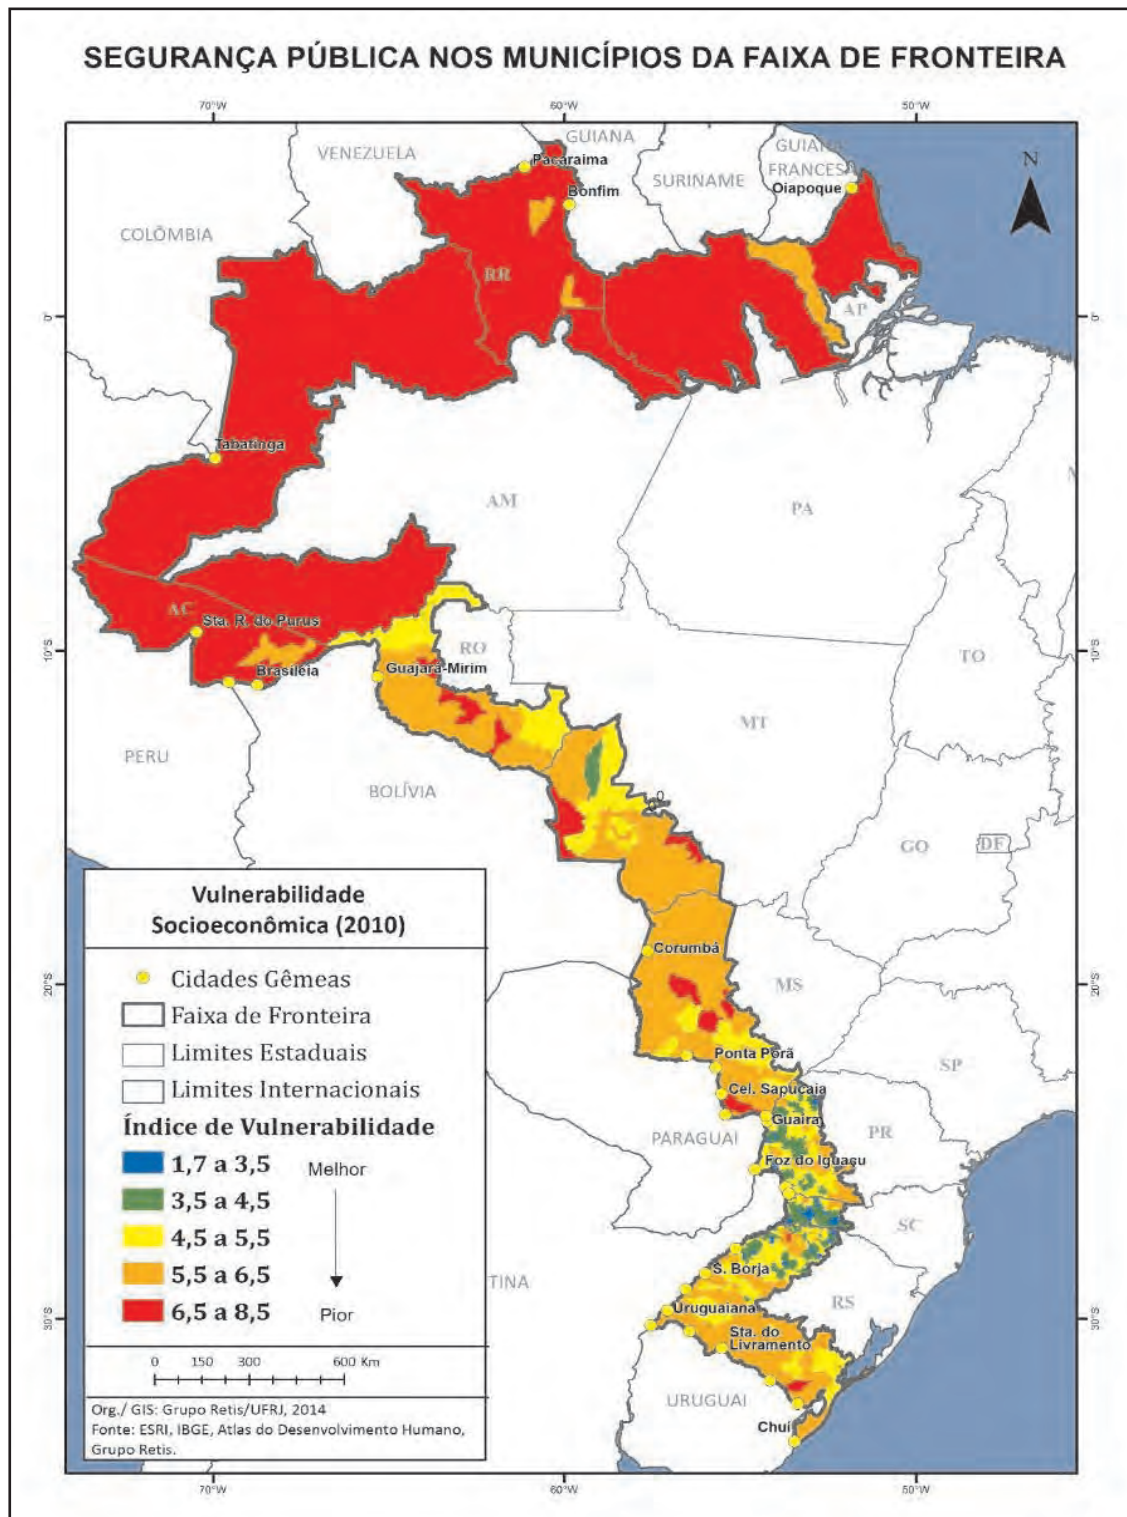 SEGURANÇA PÚBLICA NOS MUNICÍPIOS DA FAIXA DE FRONTEIRA
70°W
60°W
50°W
GUIANA
VENEZUELA
Pacaraima
GUIANA
FRANCESA
SURINAME
N
Bonfim
Oiapoque
COLÔMBIA
RR
AP
0°
0°
Tabatinga
AM
PA
AC
Sta. R. do Purus
RO
TO
10°S
10°S
Brasiléia
Guajará-Mirim
MT
PERU
BOLÍVIA
GO
DF
Corumbá
MS
20°S
20°S
Ponta Porã
SP
Cel. Sapucaia
Guaíra
PARAGUAI
PR
Foz do Iguaçu
SC
TINA
S. Borja
RS
Uruguaiana
30°S
30°S
Sta. do
Livramento
URUGUAI
Chuí
Vulnerabilidade
Socioeconômica (2010)
Cidades Gêmeas
Faixa de Fronteira
Limites Estaduais
Limites Internacionais
Índice de Vulnerabilidade
1,7 a 3,5
Melhor
3,5 a 4,5
4,5 a 5,5
5,5 a 6,5
6,5 a 8,5
Pior
0 150 300 600 Km
Org./ GIS: Grupo Retis/UFRJ, 2014
Fonte: ESRI, IBGE, Atlas do Desenvolvimento Humano,
Grupo Retis.
70°W
60°W
50°W